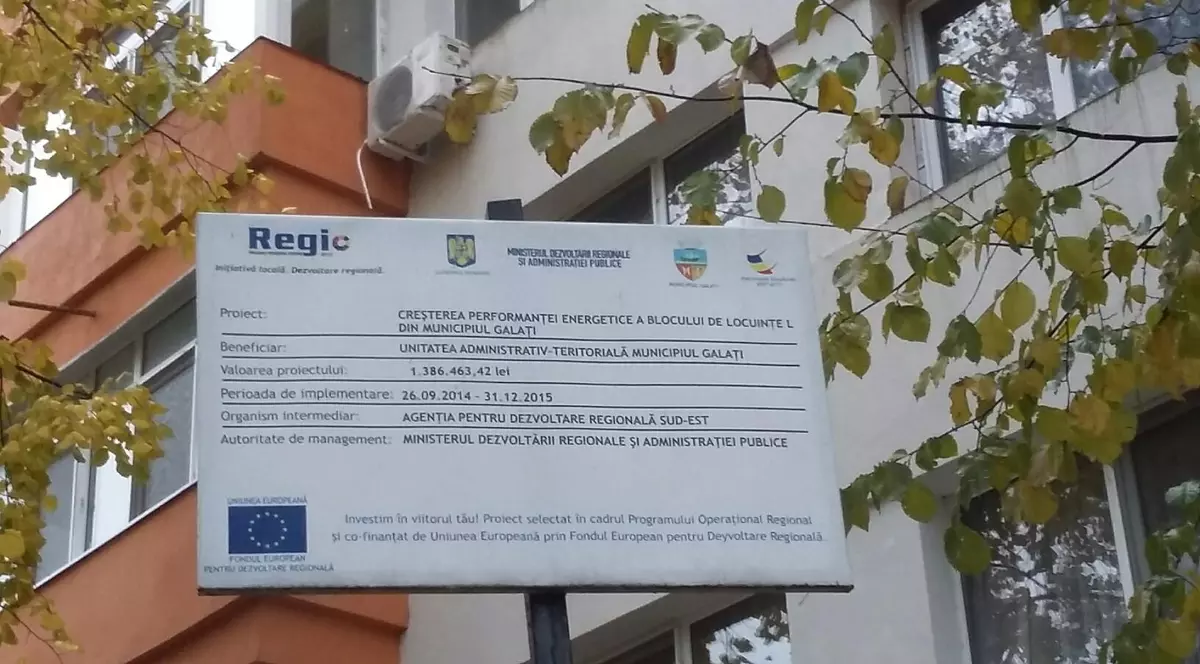 Regio
Inițiativă locală. Dezvoltare regională.
MINISTERUL DEZVOLTĂRII REGIONALE
ȘI ADMINISTRAȚIEI PUBLICE
MUNICIPIUL GALAȚI
Proiect: CREȘTEREA PERFORMANȚEI ENERGETICE A BLOCULUI DE LOCUINȚE L
DIN MUNICIPIUL GALAȚI
Beneficiar: UNITATEA ADMINISTRATIV-TERITORIALĂ MUNICIPIUL GALAȚI
Valoarea proiectului: 1.386.463,42 lei
Perioada de implementare: 26.09.2014 - 31.12.2015
Organism intermediar: AGENȚIA PENTRU DEZVOLTARE REGIONALĂ SUD-EST
Autoritate de management: MINISTERUL DEZVOLTĂRII REGIONALE ȘI ADMINISTRAȚIEI PUBLICE
UNIUNEA EUROPEANĂ
FONDUL EUROPEAN
PENTRU DEZVOLTARE REGIONALĂ
Investim în viitorul tău! Proiect selectat în cadrul Programului Operațional Regional
și co-finanțat de Uniunea Europeană prin Fondul European pentru Deyvoltare Regională.